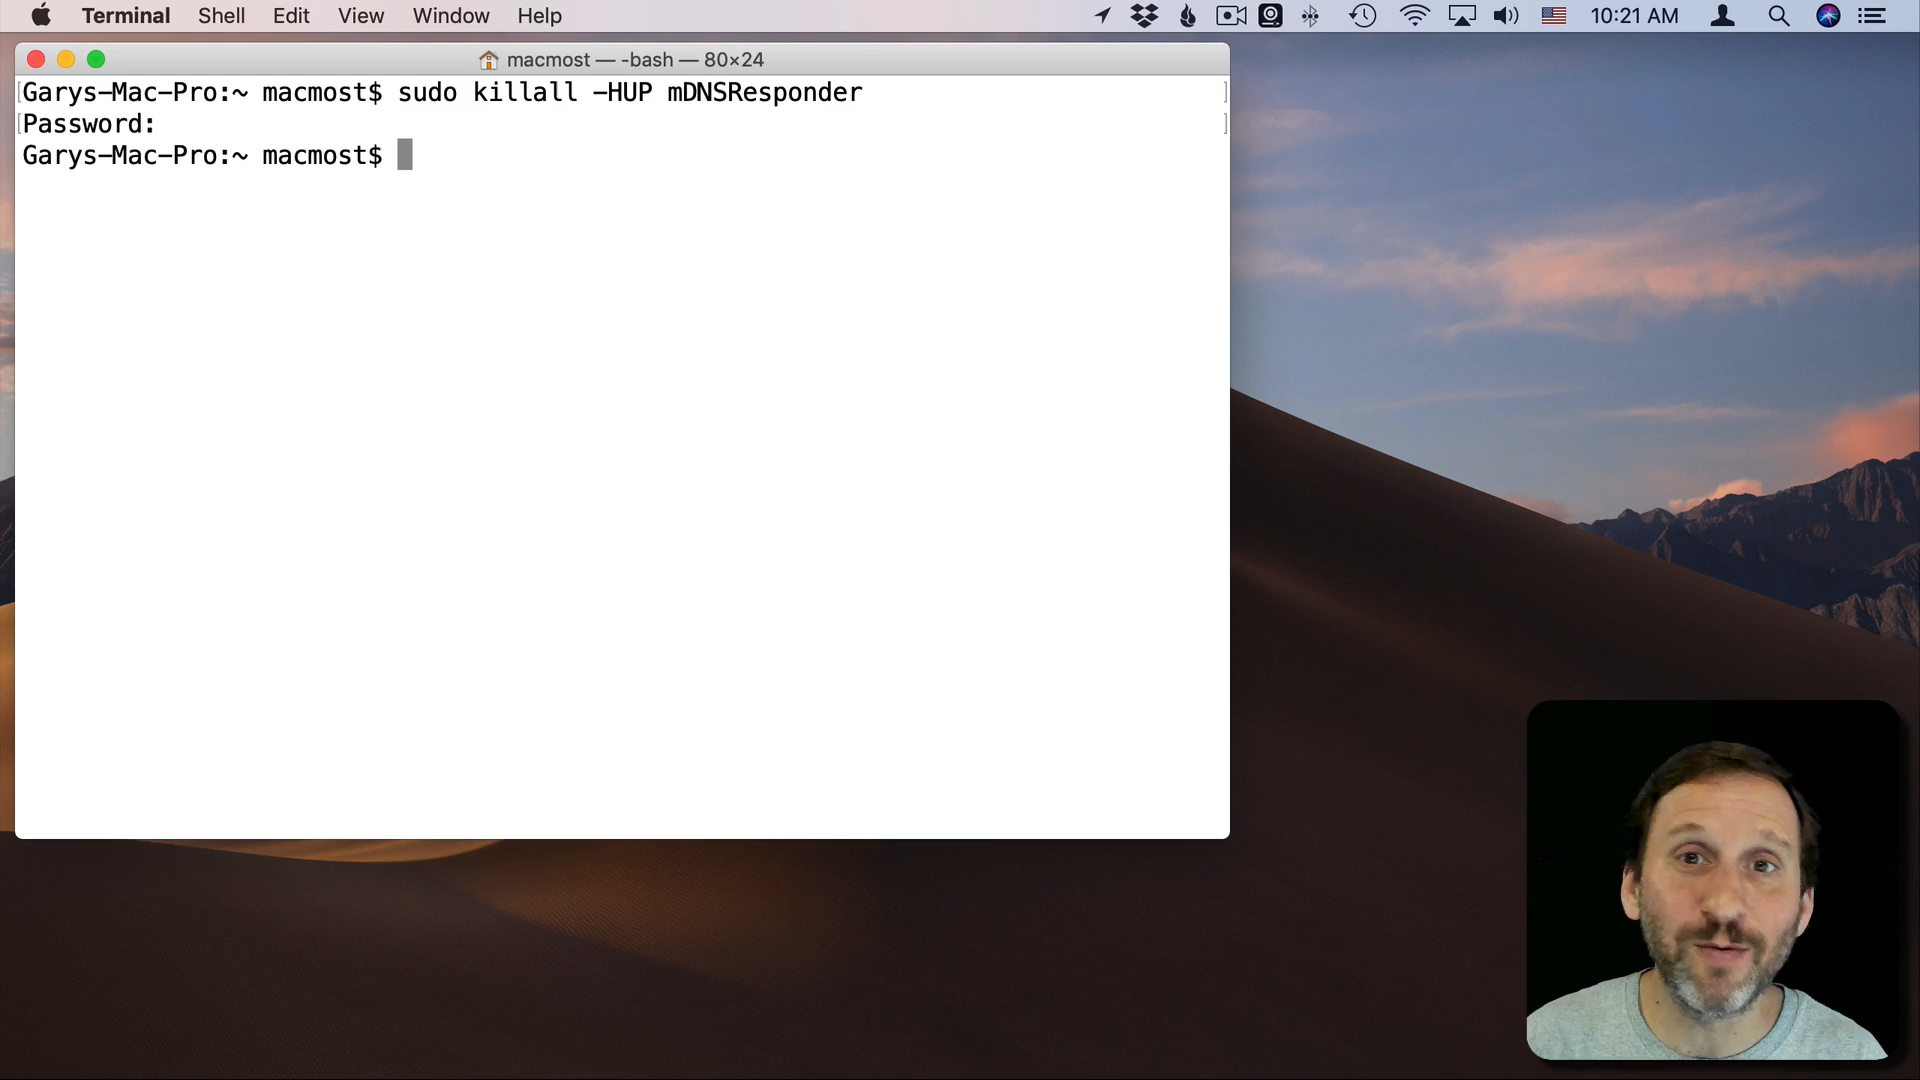 Terminal Shell Edit View Window Help 10:21 AM
macmost — -bash — 80×24
Garys-Mac-Pro:~ macmost$ sudo killall -HUP mDNSResponder
Password:
Garys-Mac-Pro:~ macmost$